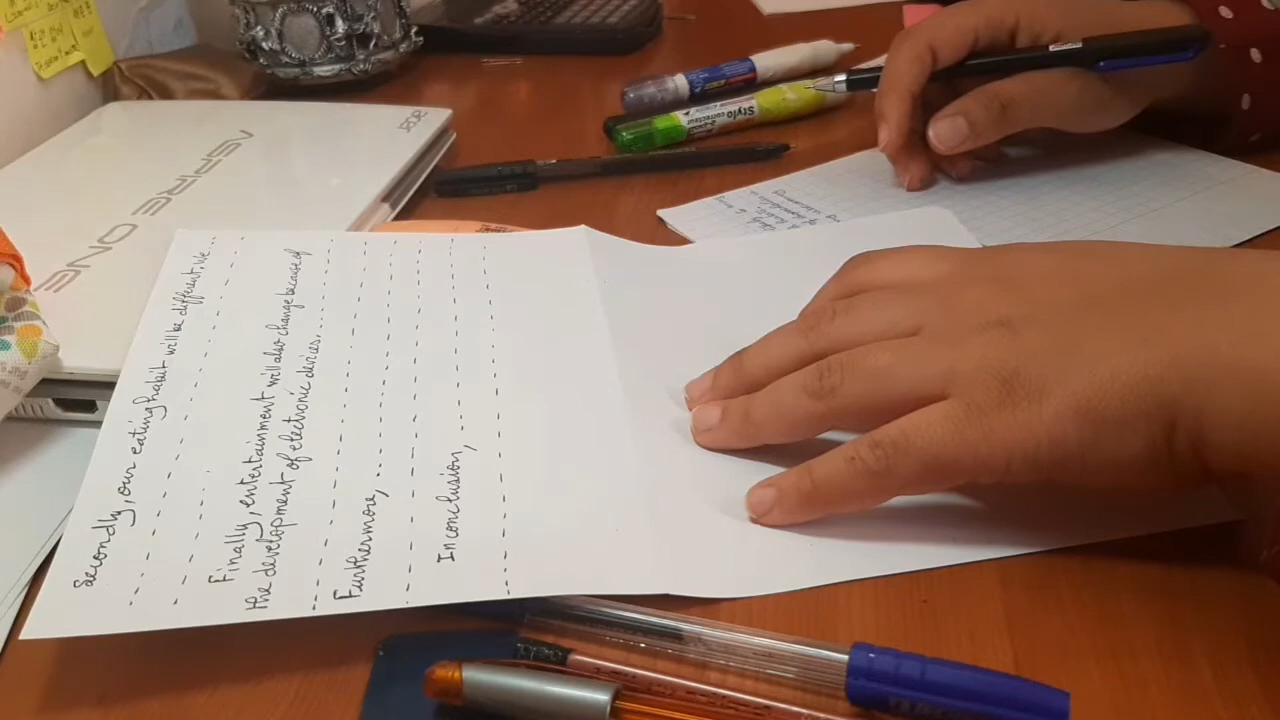 Secondly, our eating habit will be different. We...
Finally, entertainment will also change because of
the development of electronic devices.
Furthermore,
In conclusion,
ASPIRE ONE
acer
Stylo
correcteur